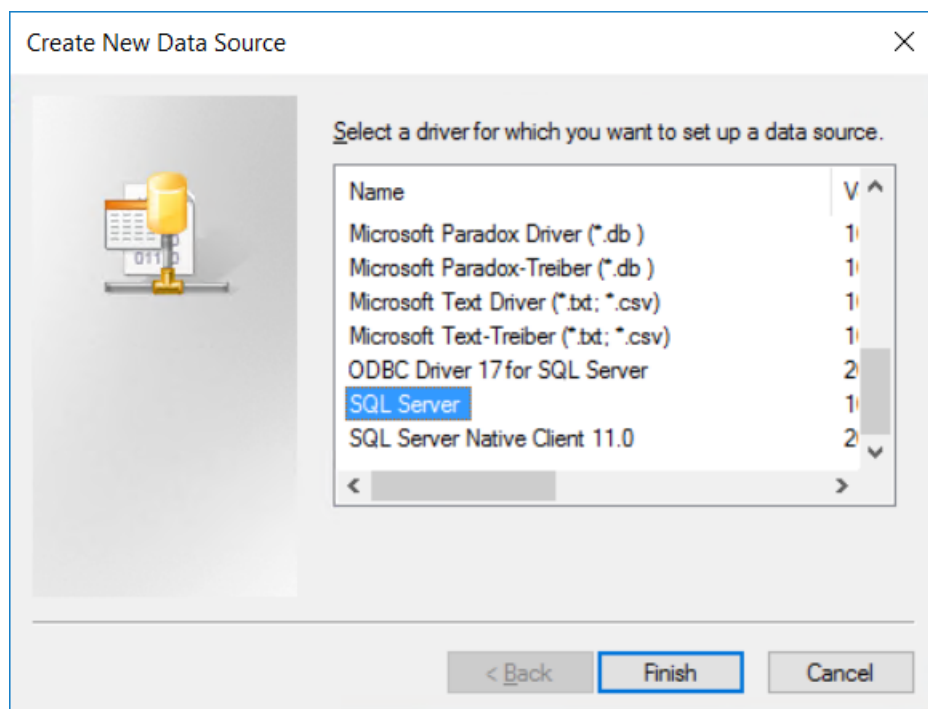 Create New Data Source
Select a driver for which you want to set up a data source.
Name V
Microsoft Paradox Driver (*.db )
Microsoft Paradox-Treiber (*.db )
Microsoft Text Driver (*.txt; *.csv)
Microsoft Text-Treiber (*.txt; *.csv)
ODBC Driver 17 for SQL Server
SQL Server
SQL Server Native Client 11.0
< Back Finish Cancel